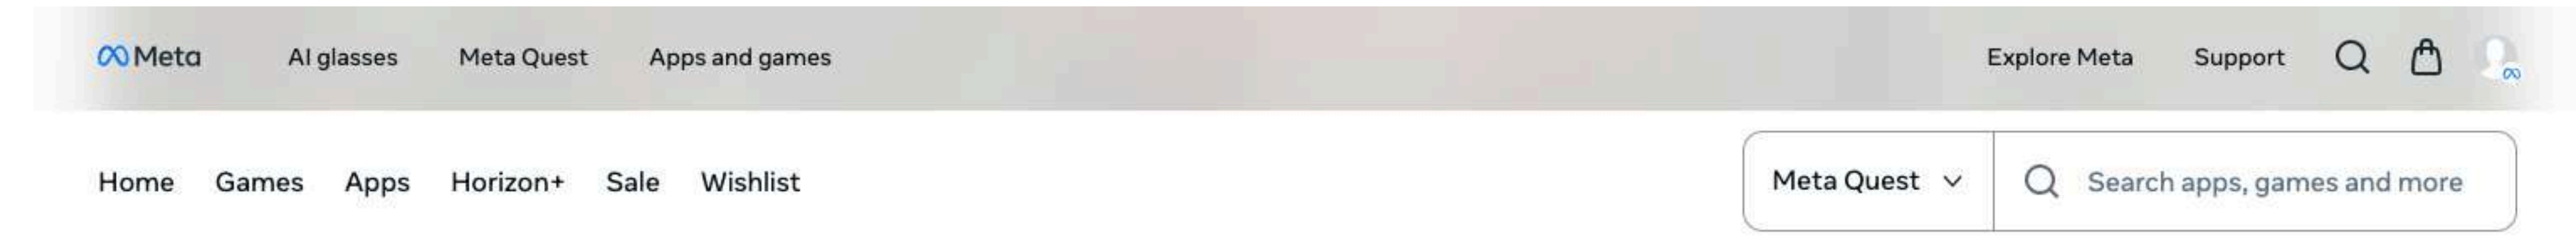 Meta AI glasses Meta Quest Apps and games Explore Meta Support
Home Games Apps Horizon+ Sale Wishlist Meta Quest Search apps, games and more